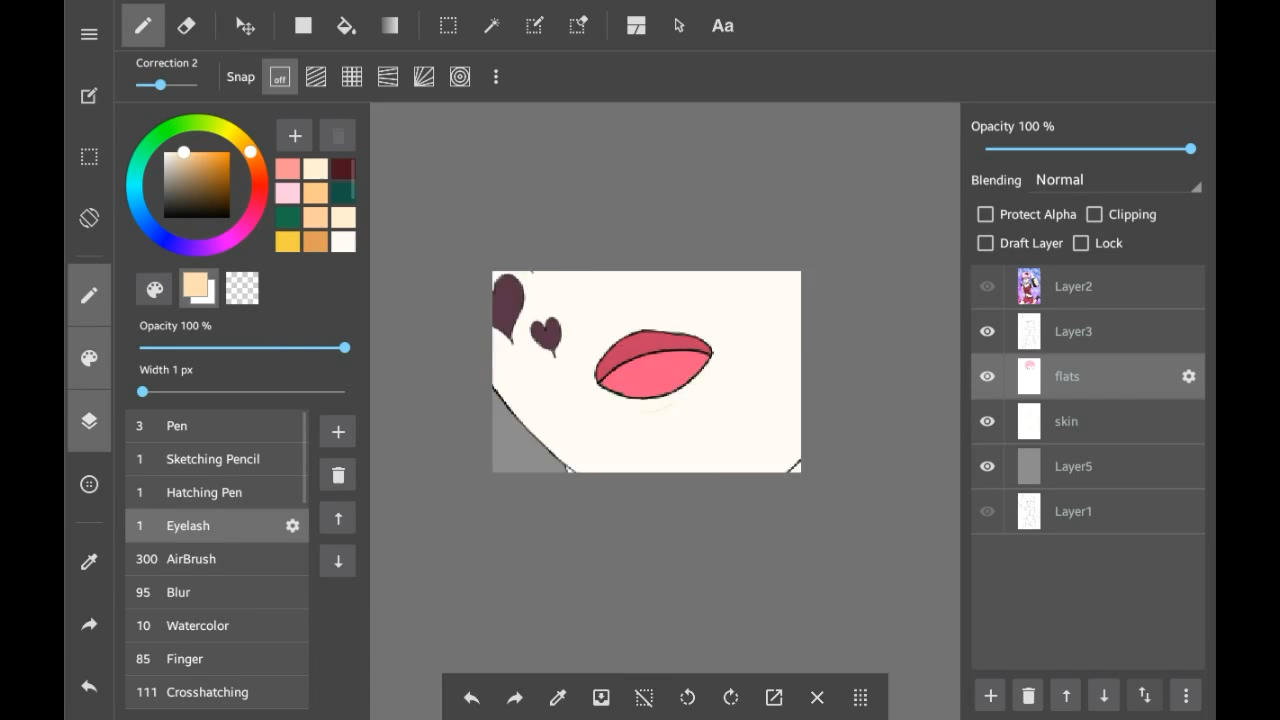 Aa
Correction 2
Snap
off
Opacity 100 %
Width 1 px
3 Pen
1 Sketching Pencil
1 Hatching Pen
1 Eyelash
300 AirBrush
95 Blur
10 Watercolor
85 Finger
111 Crosshatching
Opacity 100 %
Blending Normal
Protect Alpha Clipping
Draft Layer Lock
Layer2
Layer3
flats
skin
Layer5
Layer1